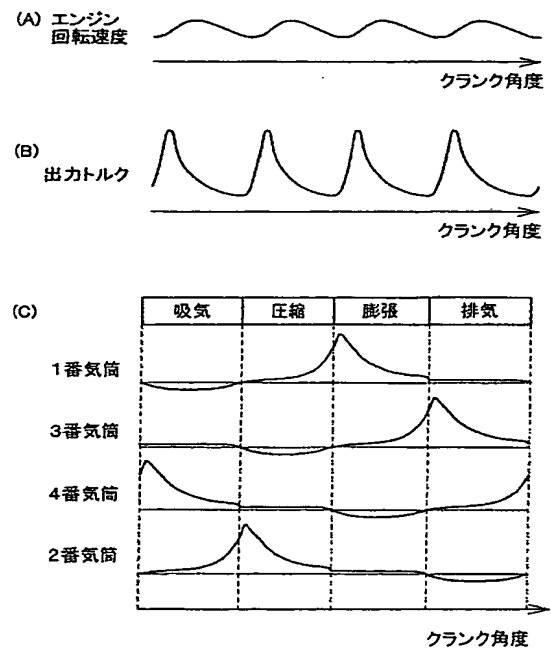 (A) エンジン
回転速度
クランク角度
(B)
出力トルク
クランク角度
(C)
吸気 圧縮 膨張 排気
1番気筒
3番気筒
4番気筒
2番気筒
クランク角度